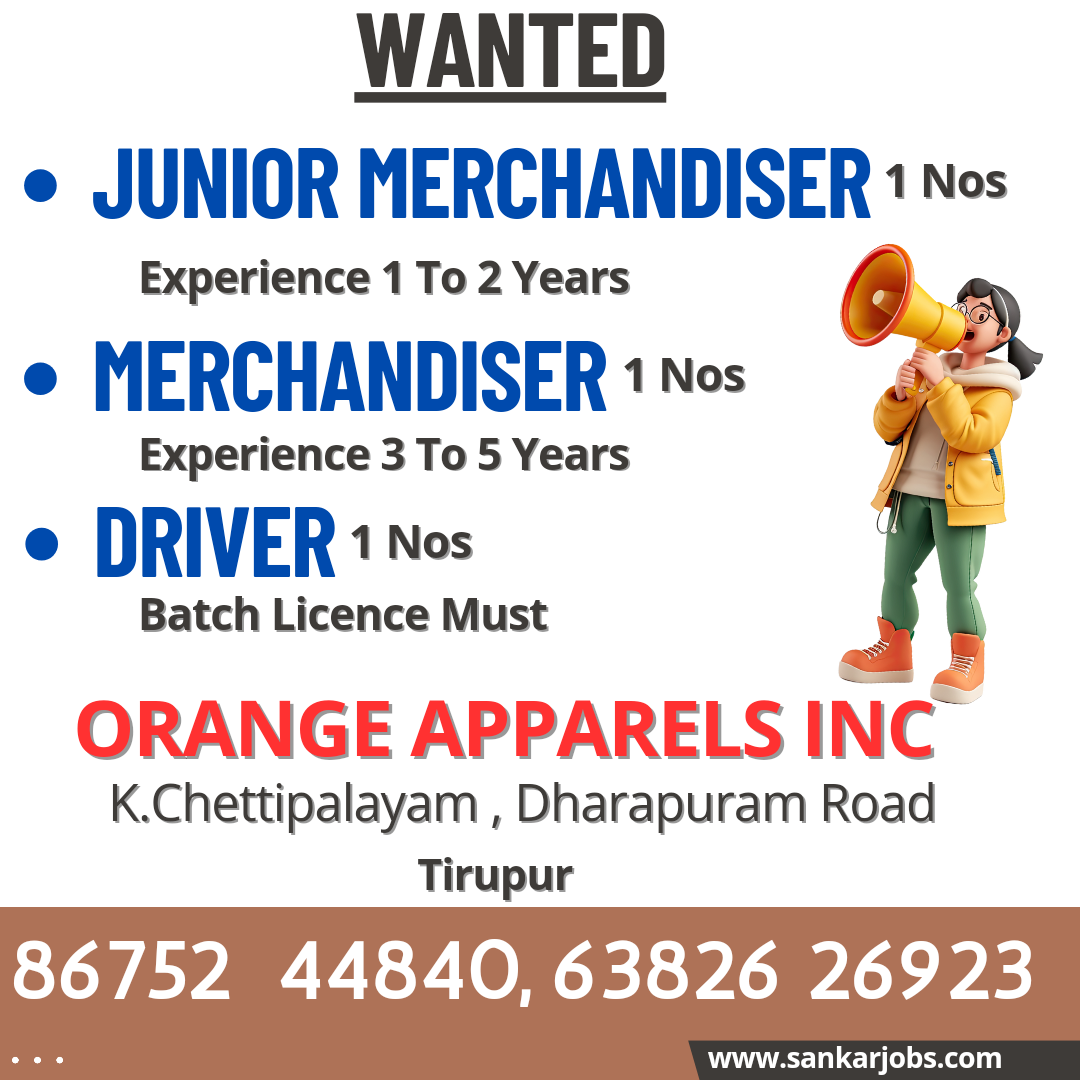 WANTED
• JUNIOR MERCHANDISER 1 Nos
Experience 1 To 2 Years
• MERCHANDISER 1 Nos
Experience 3 To 5 Years
• DRIVER 1 Nos
Batch Licence Must
ORANGE APPARELS INC
K.Chettipalayam , Dharapuram Road
Tirupur
86752 44840, 63826 26923
...
www.sankarjobs.com